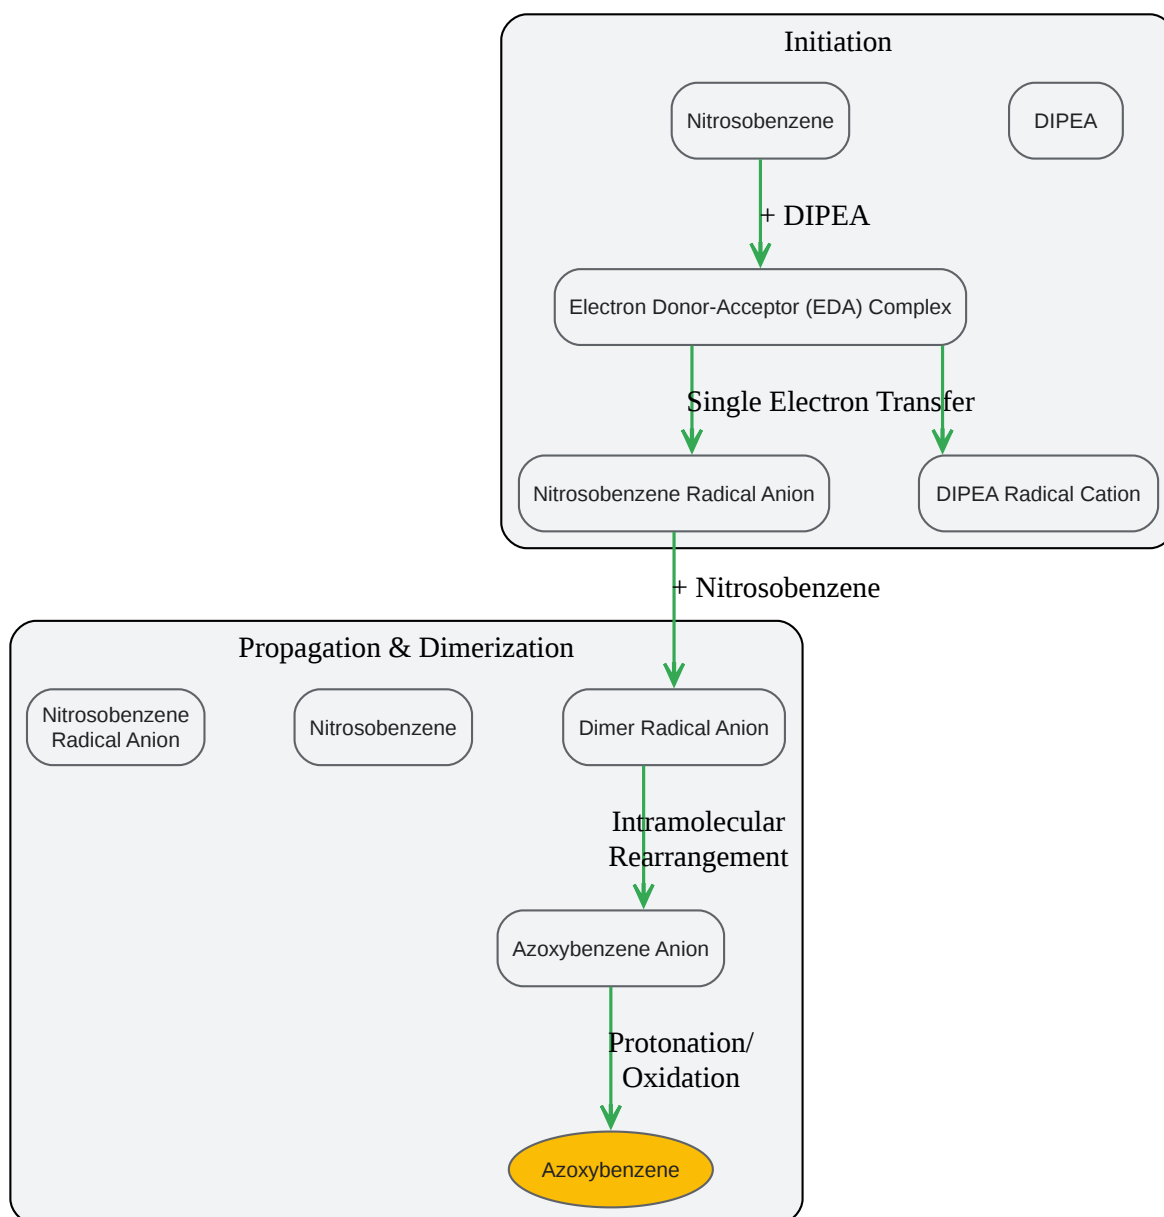 Initiation
Nitrosobenzene
DIPEA
+ DIPEA
Electron Donor-Acceptor (EDA) Complex
Single Electron Transfer
Nitrosobenzene Radical Anion
DIPEA Radical Cation
+ Nitrosobenzene
Propagation & Dimerization
Nitrosobenzene
Radical Anion
Nitrosobenzene
Dimer Radical Anion
Intramolecular
Rearrangement
Azoxybenzene Anion
Protonation/
Oxidation
Azoxybenzene